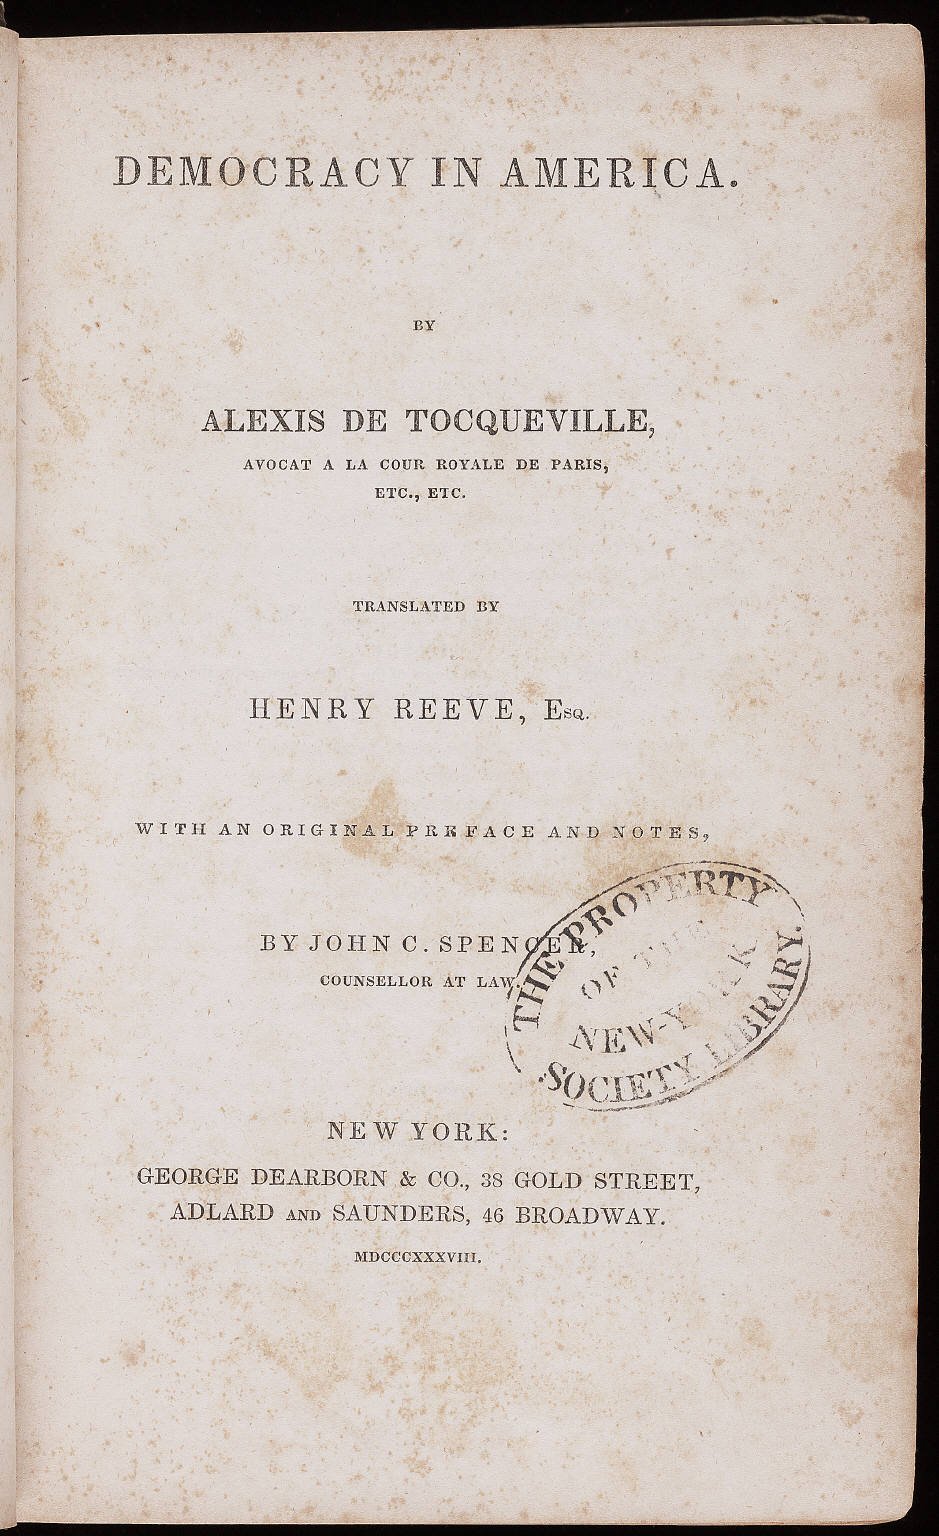 DEMOCRACY IN AMERICA.
BY
ALEXIS DE TOCQUEVILLE,
AVOCAT A LA COUR ROYALE DE PARIS,
ETC., ETC.
TRANSLATED BY
HENRY REEVE, Esq.
WITH AN ORIGINAL PREFACE AND NOTES,
BY JOHN C. SPENCER,
COUNSELLOR AT LAW.
THE PROPERTY
OF THE
NEW-YORK
SOCIETY LIBRARY.
NEW YORK:
GEORGE DEARBORN & CO., 38 GOLD STREET,
ADLARD AND SAUNDERS, 46 BROADWAY.
MDCCCXXXVIII.